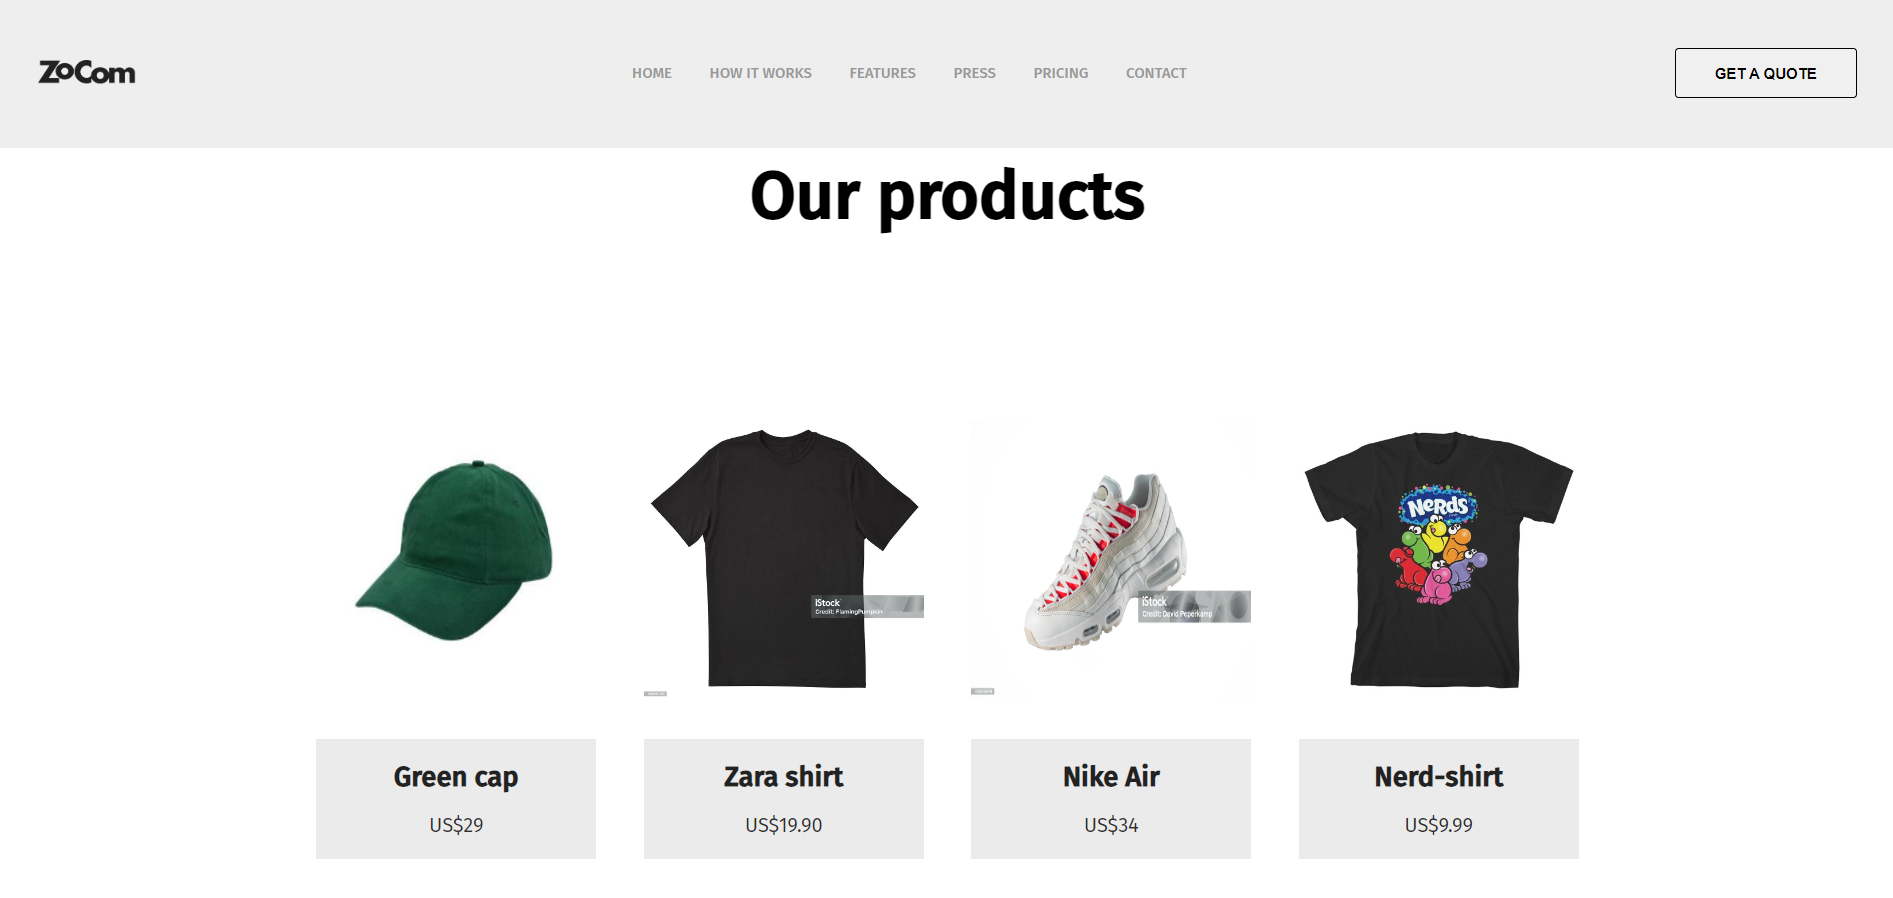 ZoCom
HOME HOW IT WORKS FEATURES PRESS PRICING CONTACT
GET A QUOTE
Our products
iStock
Credit: FlamingPumpkin
iStock
Credit: David Peperkamp
NeRds
Green cap
US$29
Zara shirt
US$19.90
Nike Air
US$34
Nerd-shirt
US$9.99